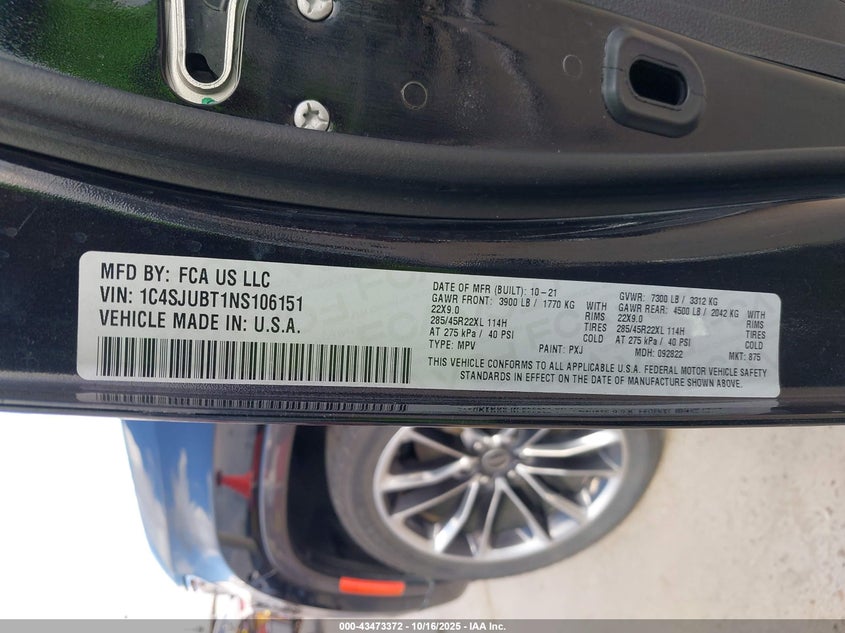 MFD BY: FCA US LLC
VIN: 1C4SJUBT1NS106151
VEHICLE MADE IN: U.S.A.
DATE OF MFR (BUILT): 10-21 GVWR: 7300 LB / 3312 KG
GAWR FRONT: 3900 LB / 1770 KG GAWR REAR: 4500 LB / 2042 KG
22X9.0 RIMS 22X9.0 RIMS
285/45R22XL 114H TIRES 285/45R22XL 114H TIRES
AT 275 kPa / 40 PSI COLD AT 275 kPa / 40 PSI COLD
TYPE: MPV PAINT: PXJ MDH: 092822 MKT: 875
THIS VEHICLE CONFORMS TO ALL APPLICABLE U.S.A. FEDERAL MOTOR VEHICLE SAFETY
STANDARDS IN EFFECT ON THE DATE OF MANUFACTURE SHOWN ABOVE.
000-43473372 - 10/16/2025 - IAA Inc.